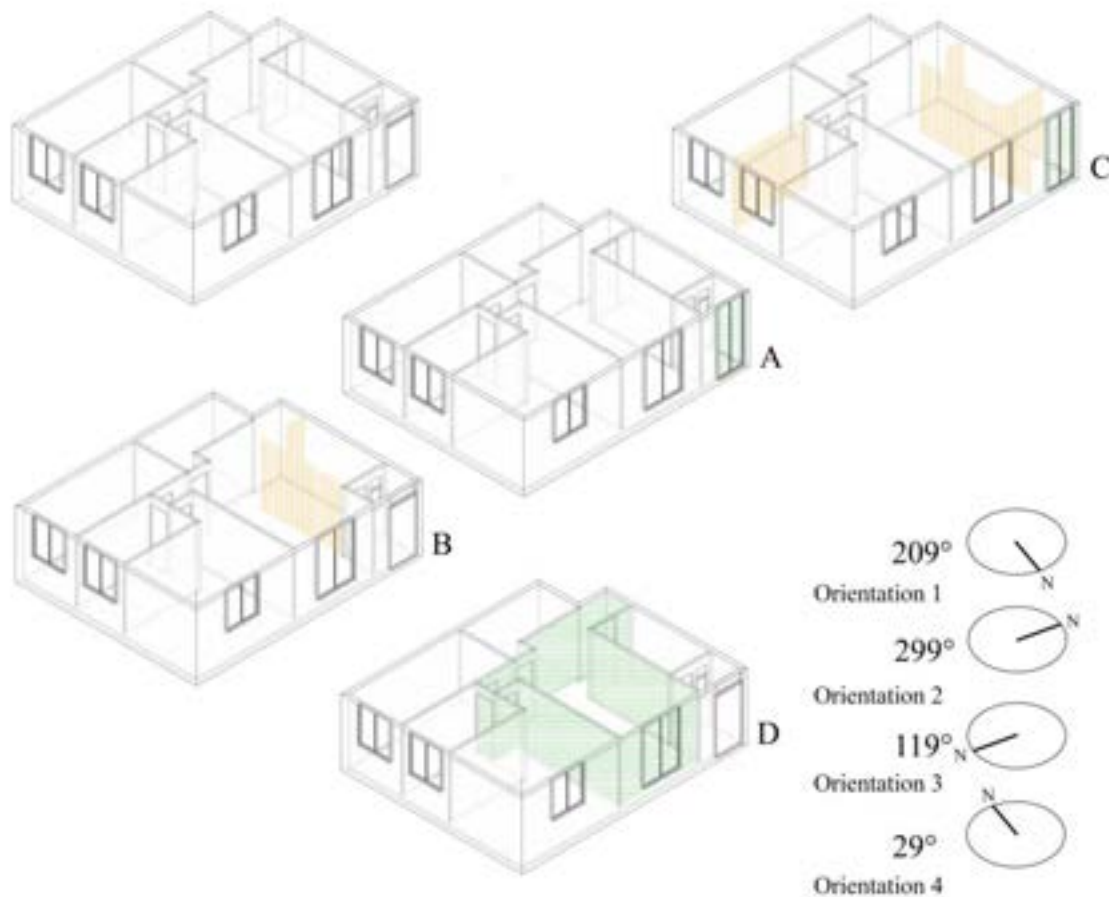 C
A
B
D
209°
N
Orientation 1
299°
N
Orientation 2
119°
N
Orientation 3
N
29°
Orientation 4